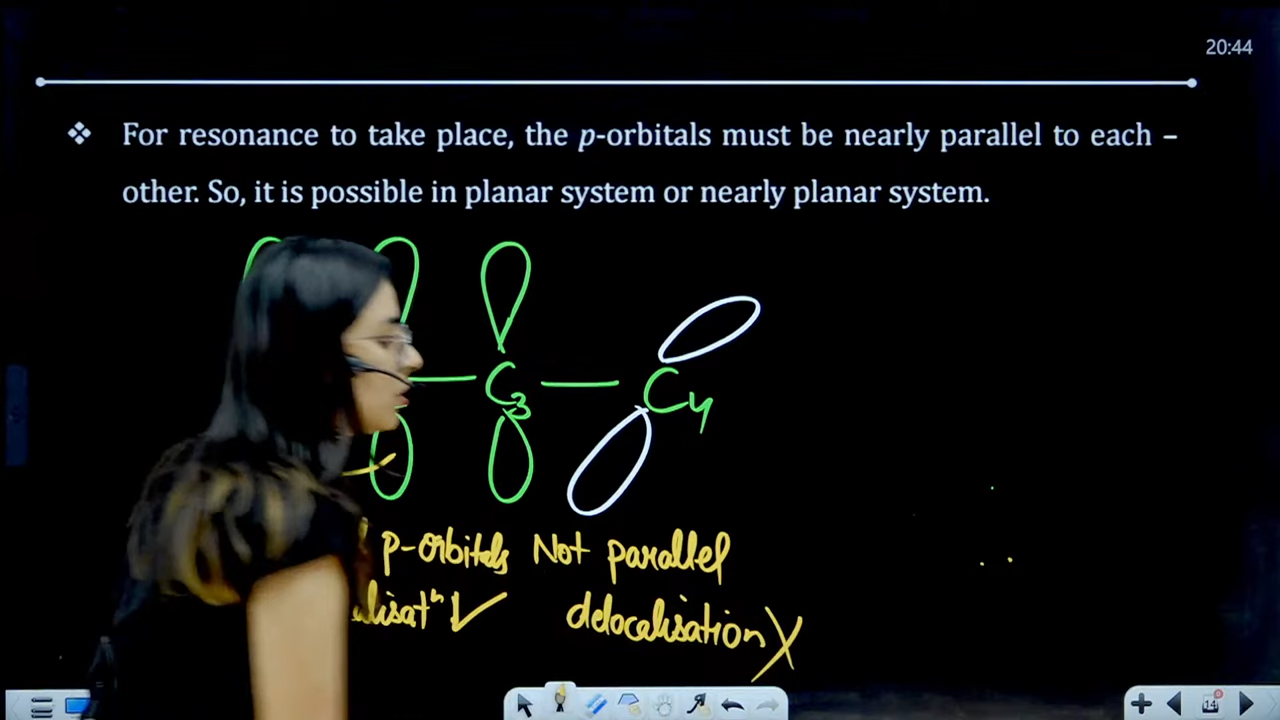 20:44
❖ For resonance to take place, the p-orbitals must be nearly parallel to each –
other. So, it is possible in planar system or nearly planar system.
C3 C4
p-orbitals Not parallel
delocalisation X
14